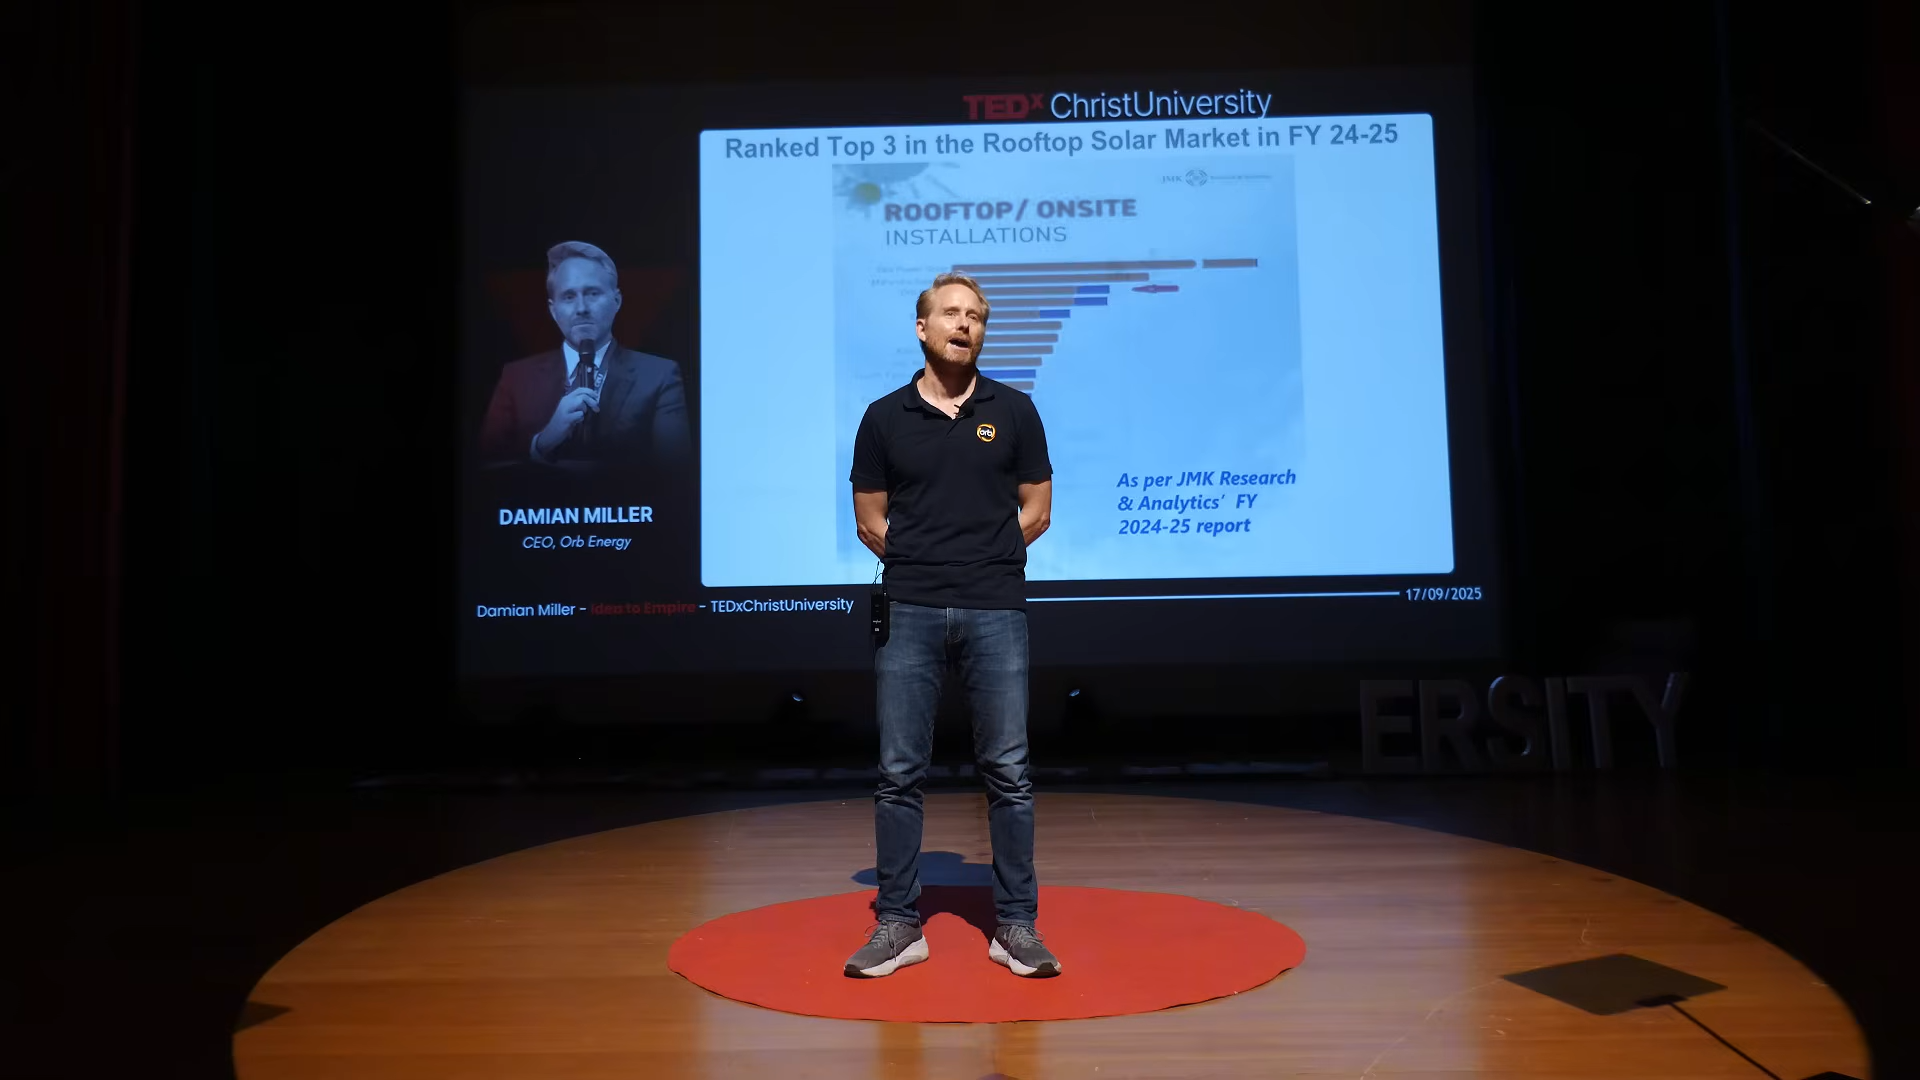 TEDx ChristUniversity
Ranked Top 3 in the Rooftop Solar Market in FY 24-25
JMK
ROOFTOP/ ONSITE
INSTALLATIONS
As per JMK Research
& Analytics' FY
2024-25 report
DAMIAN MILLER
CEO, Orb Energy
Damian Miller - Idea to Empire - TEDxChristUniversity
17/09/2025
orb
ERSITY